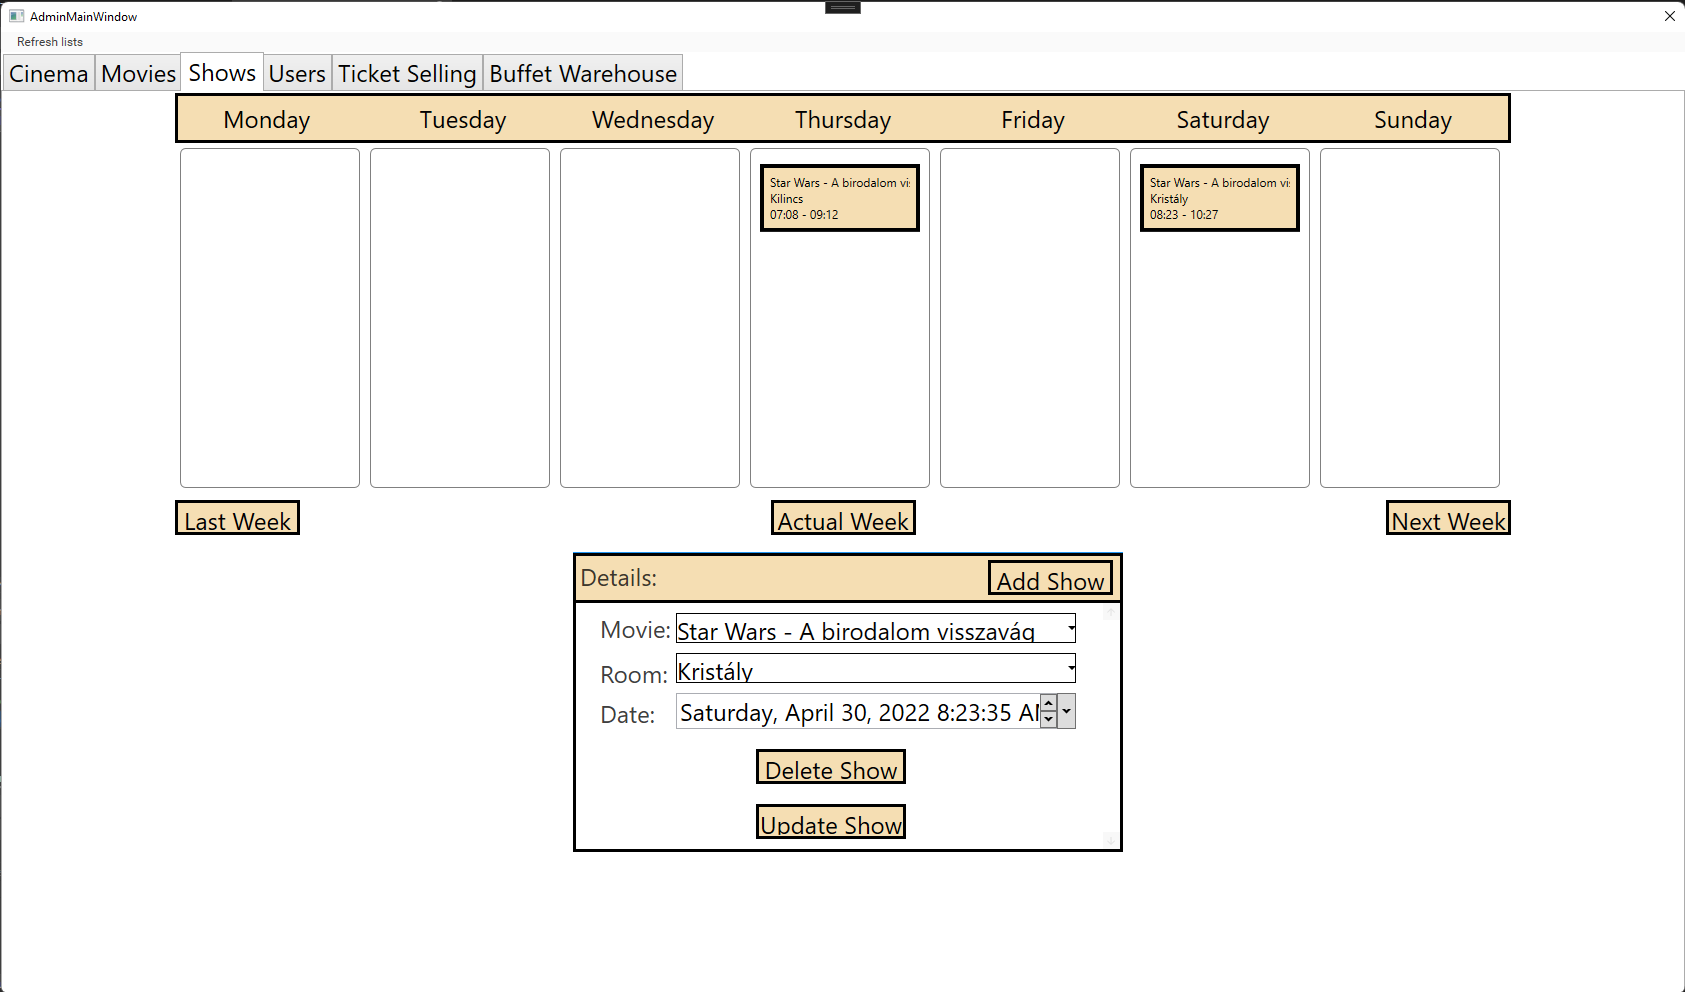 AdminMainWindow
Refresh lists
Cinema Movies Shows Users Ticket Selling Buffet Warehouse
Monday Tuesday Wednesday Thursday Friday Saturday Sunday
Star Wars - A birodalom vi
Kilincs
07:08 - 09:12
Star Wars - A birodalom vi
Kristály
08:23 - 10:27
Last Week Actual Week Next Week
Details: Add Show
Movie: Star Wars - A birodalom visszavág
Room: Kristály
Date: Saturday, April 30, 2022 8:23:35 AM
Delete Show
Update Show